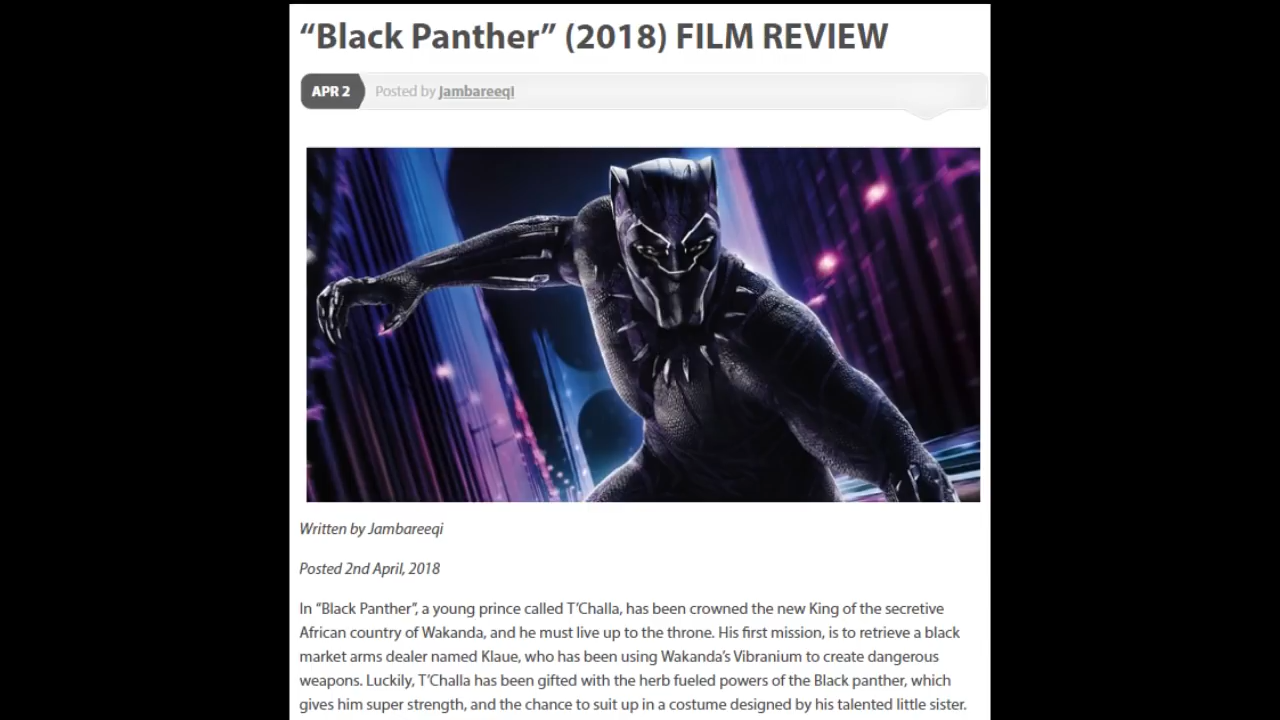 “Black Panther” (2018) FILM REVIEW
APR 2 Posted by Jambareeqi
Written by Jambareeqi
Posted 2nd April, 2018
In “Black Panther”, a young prince called T’Challa, has been crowned the new King of the secretive
African country of Wakanda, and he must live up to the throne. His first mission, is to retrieve a black
market arms dealer named Klaue, who has been using Wakanda’s Vibranium to create dangerous
weapons. Luckily, T’Challa has been gifted with the herb fueled powers of the Black panther, which
gives him super strength, and the chance to suit up in a costume designed by his talented little sister.